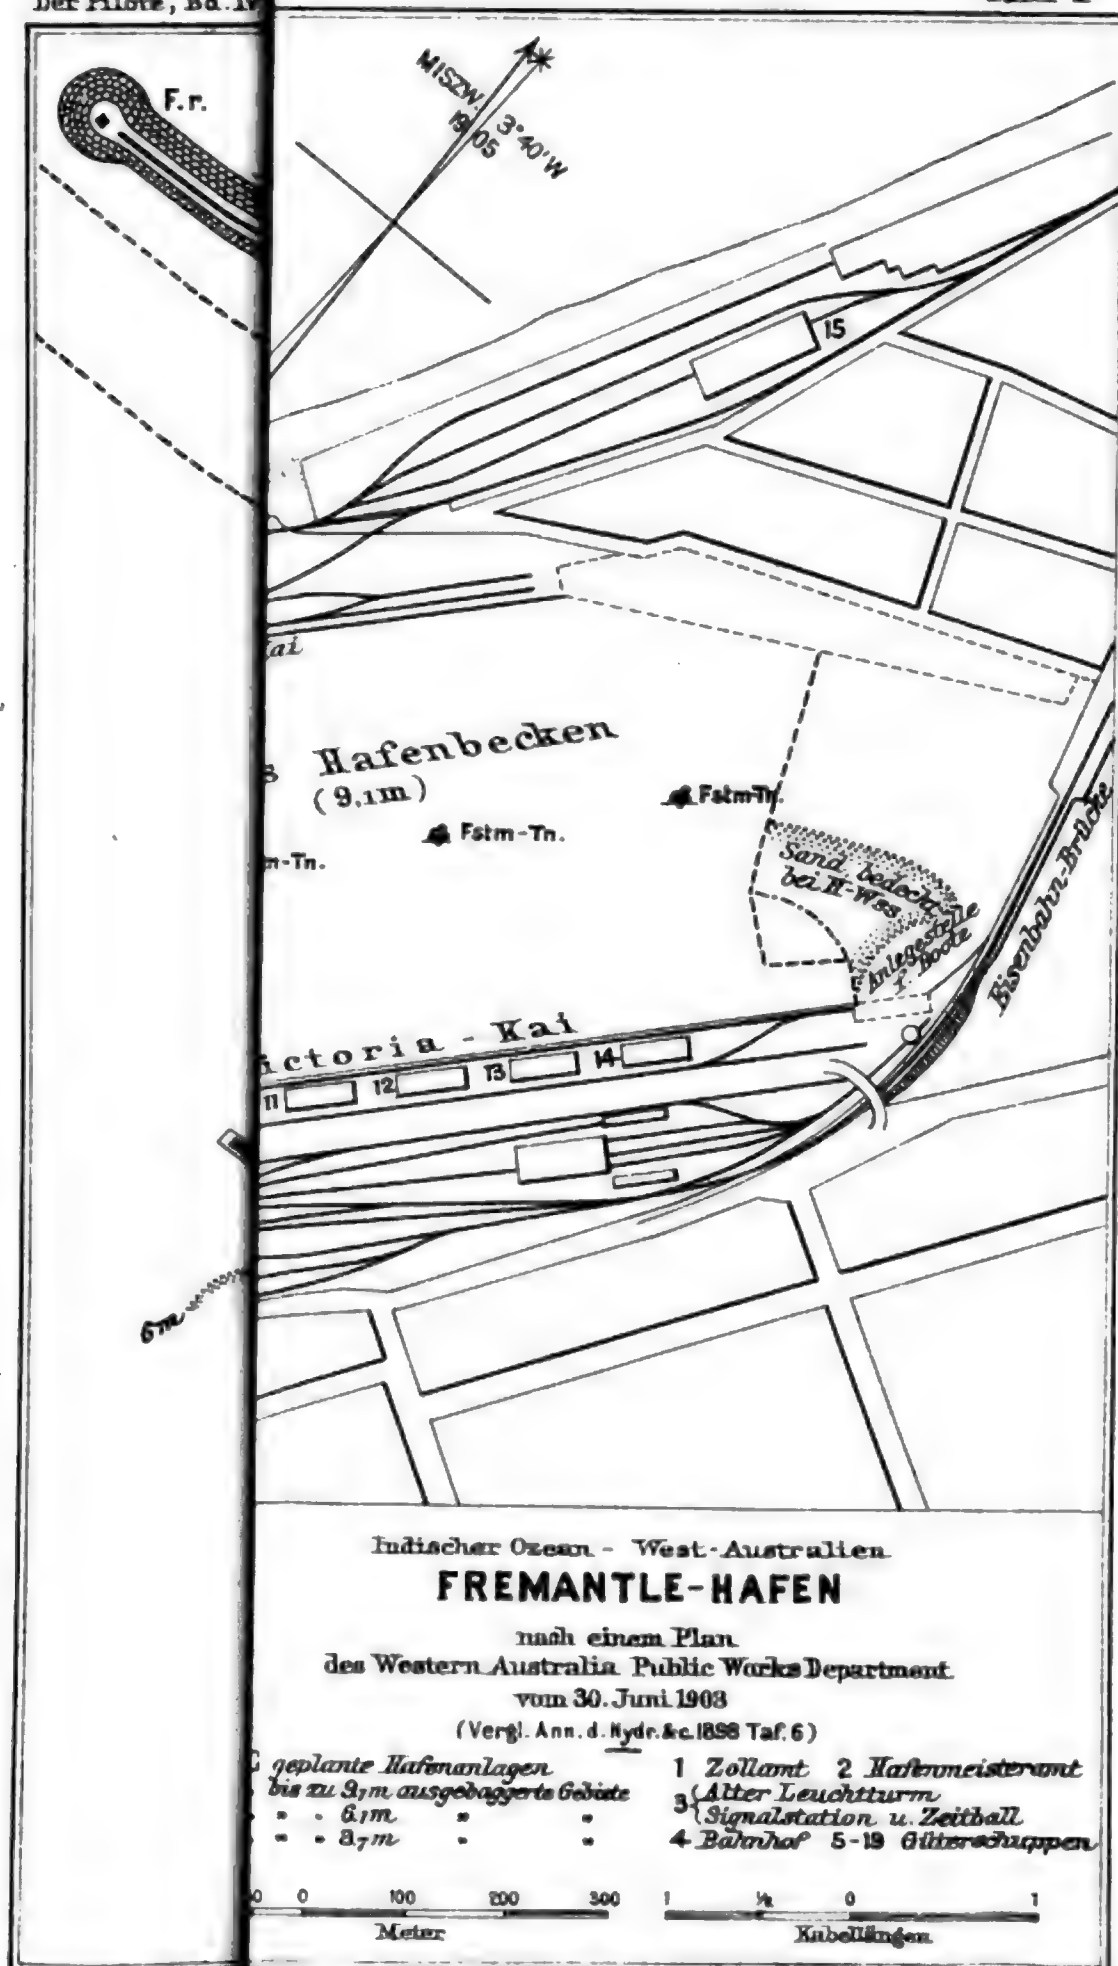 Der Pilote, Bd.
F.r.
MISZW. 3°40'W
1905
15
ai
s Hafenbecken
(9,1m)
Fstm-Tn.
Fstm-Tn.
m-Tn.
Sand bedeckt
bei H-Wss
Anlegestelle
f. Boote
Eisenbahn-Brücke
ictoria - Kai
11 12 13 14
6m
Indischer Ozean - West-Australien
FREMANTLE-HAFEN
nach einem Plan
des Western Australia Public Works Department
vom 30. Juni 1903
(Vergl. Ann. d. Hydr. &c. 1898 Taf. 6)
geplante Hafenanlagen
bis zu 9,1m ausgebaggerte Gebiete
" - 6,1m " "
" " - 3,7m " "
1 Zollamt 2 Hafenmeisteramt
3 { Alter Leuchtturm
Signalstation u. Zeitball
4 Bahnhof 5-19 Güterschuppen
0 100 200 300
Meter
1 ½ 0 1
Kabellängen